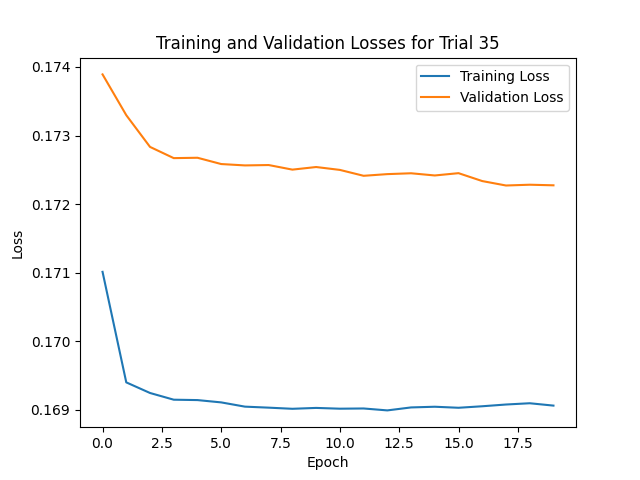 Training and Validation Losses for Trial 35
0.174
0.173
0.172
0.171
0.170
0.169
Loss
Training Loss
Validation Loss
0.0 2.5 5.0 7.5 10.0 12.5 15.0 17.5
Epoch